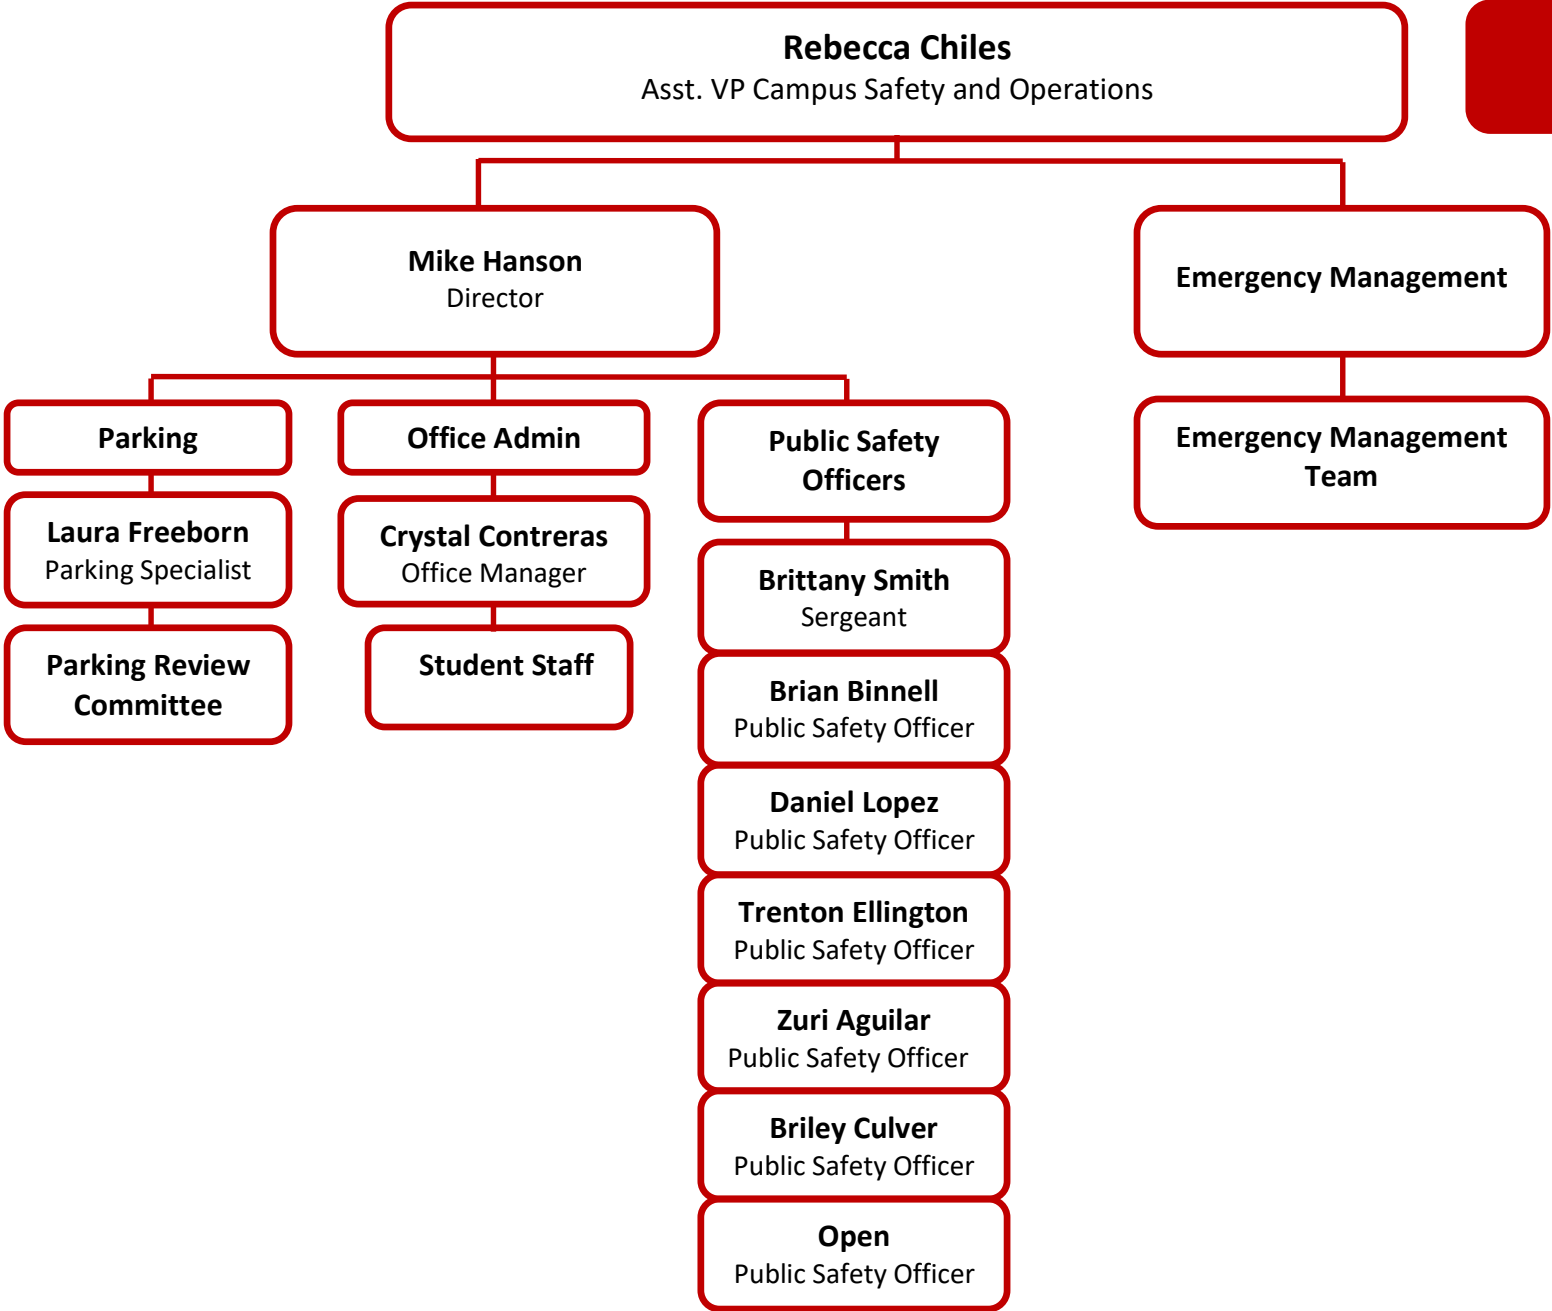 Rebecca Chiles
Asst. VP Campus Safety and Operations
Mike Hanson
Director
Emergency Management
Parking
Office Admin
Public Safety
Officers
Emergency Management
Team
Laura Freeborn
Parking Specialist
Crystal Contreras
Office Manager
Brittany Smith
Sergeant
Parking Review
Committee
Student Staff
Brian Binnell
Public Safety Officer
Daniel Lopez
Public Safety Officer
Trenton Ellington
Public Safety Officer
Zuri Aguilar
Public Safety Officer
Briley Culver
Public Safety Officer
Open
Public Safety Officer